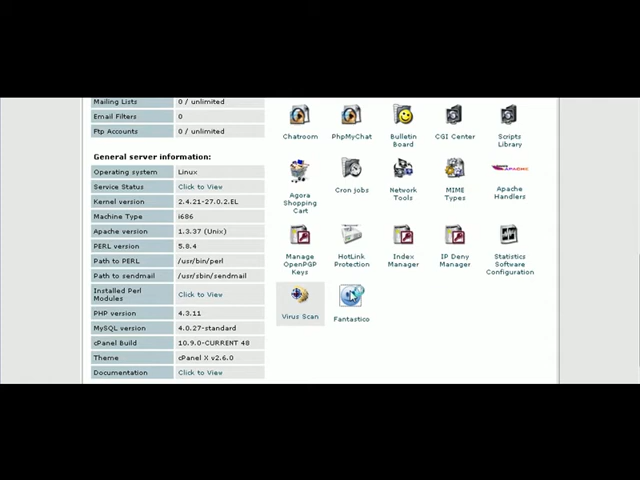 Mailing Lists 0 / unlimited
Email Filters 0
Ftp Accounts 0 / unlimited
General server information:
Operating system Linux
Service Status Click to View
Kernel version 2.4.21-27.0.2.EL
Machine Type i686
Apache version 1.3.37 (Unix)
PERL version 5.8.4
Path to PERL /usr/bin/perl
Path to sendmail /usr/sbin/sendmail
Installed Perl
Modules Click to View
PHP version 4.3.11
MySQL version 4.0.27-standard
cPanel Build 10.9.0-CURRENT 48
Theme cPanel X v2.6.0
Documentation Click to View
Chatroom PhpMyChat Bulletin
Board CGI Center Scripts
Library
Agora
Shopping
Cart Cron jobs Network
Tools MIME
Types Apache
Handlers
Manage
OpenPGP
Keys HotLink
Protection Index
Manager IP Deny
Manager Statistics
Software
Configuration
Virus Scan Fantastico